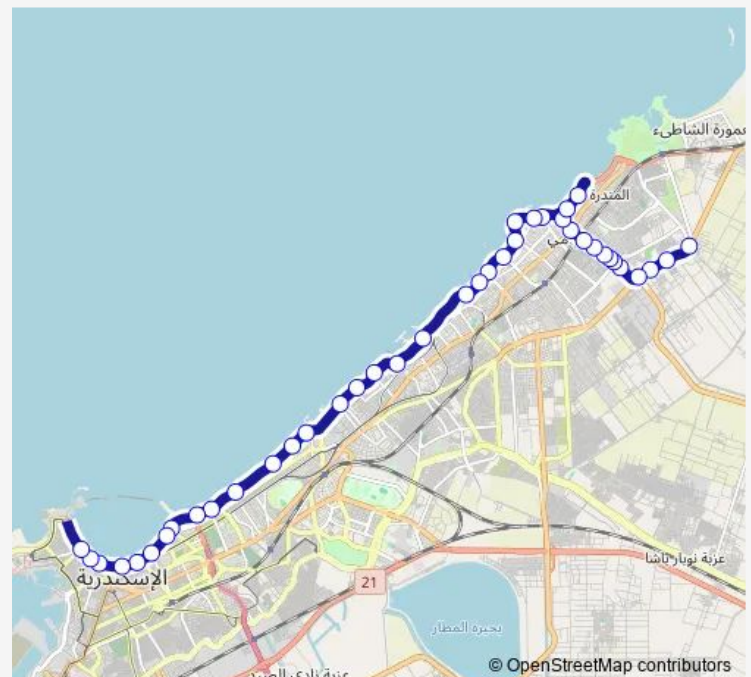 معمورة الشاطىء
المندرة
الإسكندرية
21
عزبة نوبار باشا
بحيرة المطار
© OpenStreetMap contributors